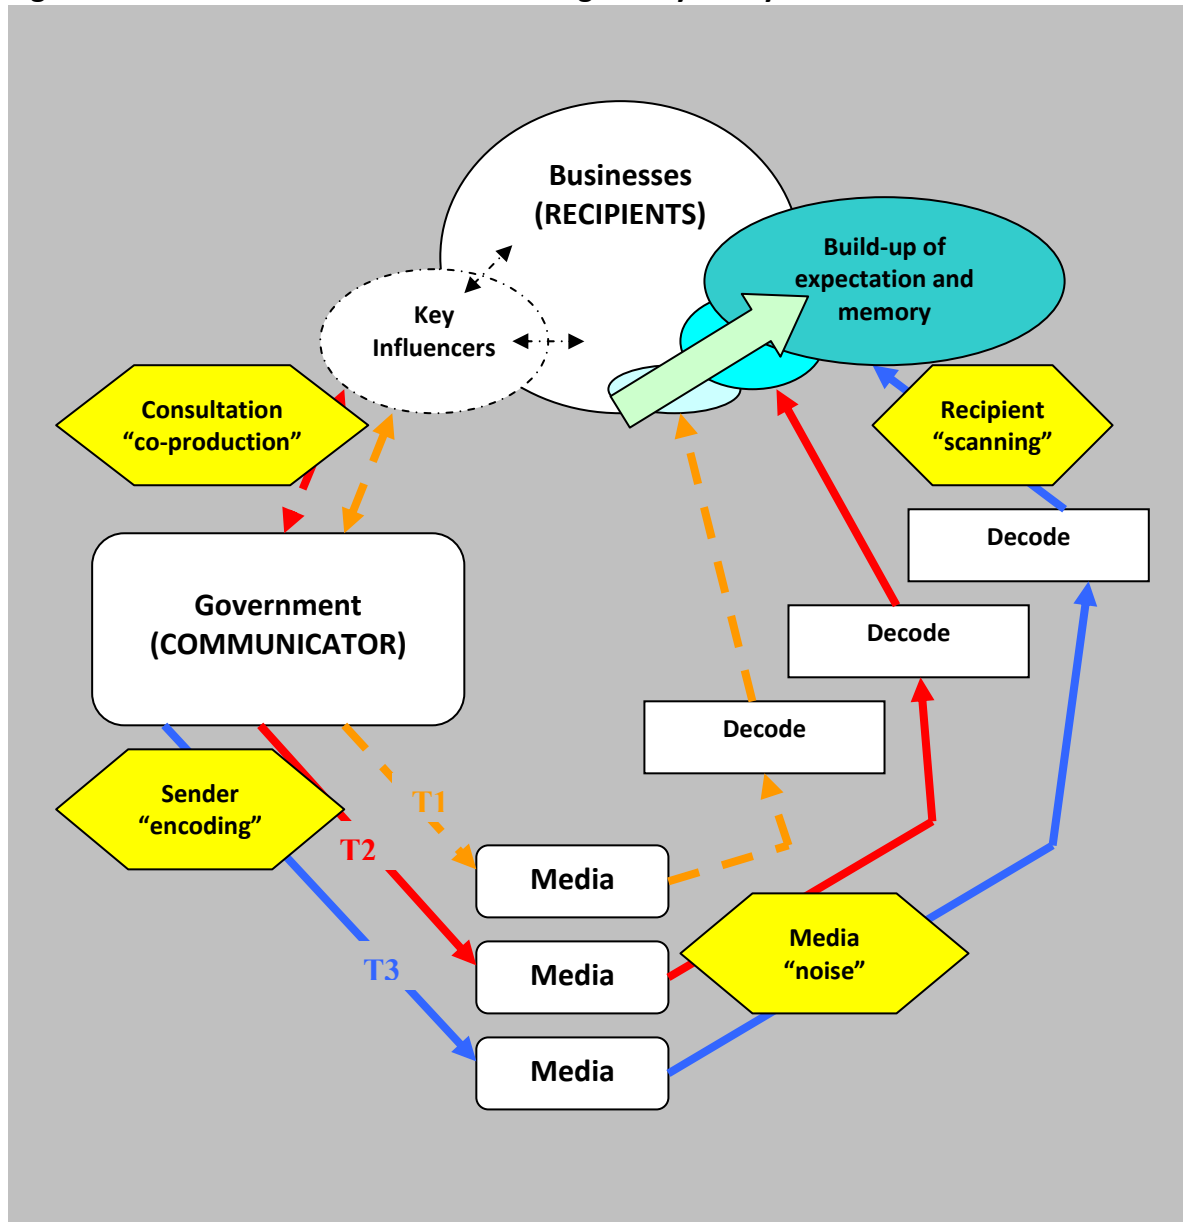 Businesses
(RECIPIENTS)
Build-up of
expectation and
memory
Key
Influencers
Consultation
“co-production”
Recipient
“scanning”
Decode
Government
(COMMUNICATOR)
Decode
Decode
Sender
“encoding”
T1
T2
T3
Media
Media
“noise”
Media
Media